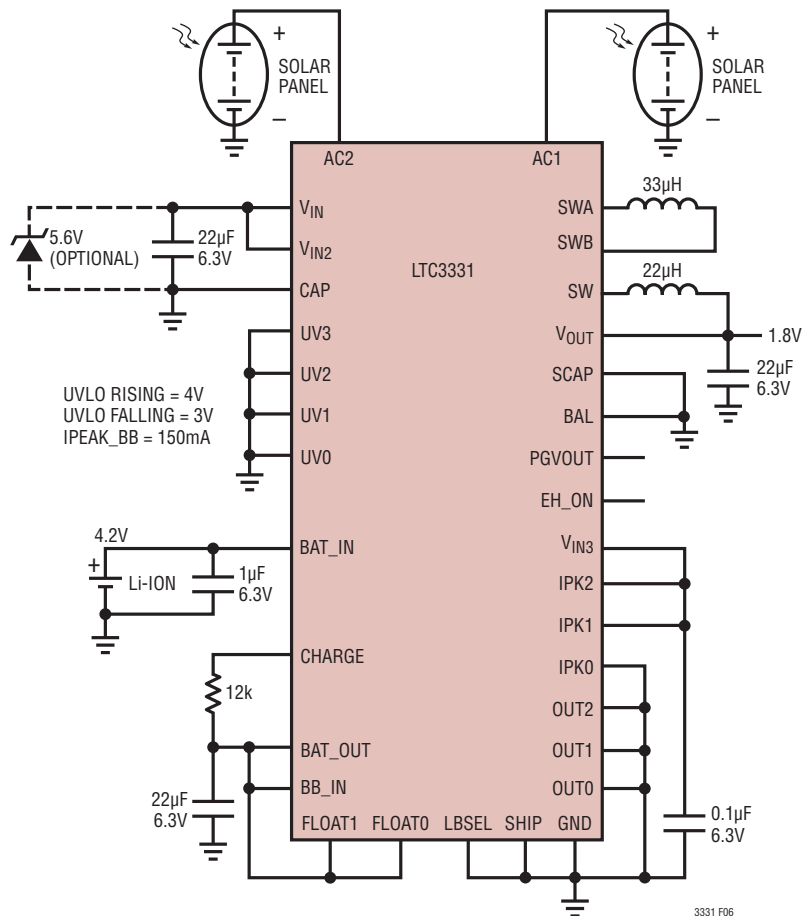 +
SOLAR
PANEL
–
+
SOLAR
PANEL
–
AC2
AC1
VIN
VIN2
CAP
UV3
UV2
UV1
UV0
BAT_IN
CHARGE
BAT_OUT
BB_IN
FLOAT1
FLOAT0
LBSEL
SHIP
GND
LTC3331
SWA
SWB
SW
VOUT
SCAP
BAL
PGVOUT
EH_ON
VIN3
IPK2
IPK1
IPK0
OUT2
OUT1
OUT0
5.6V
(OPTIONAL)
22µF
6.3V
UVLO RISING = 4V
UVLO FALLING = 3V
IPEAK_BB = 150mA
4.2V
+
Li-ION
1µF
6.3V
12k
22µF
6.3V
33µH
22µH
1.8V
22µF
6.3V
0.1µF
6.3V
3331 F06